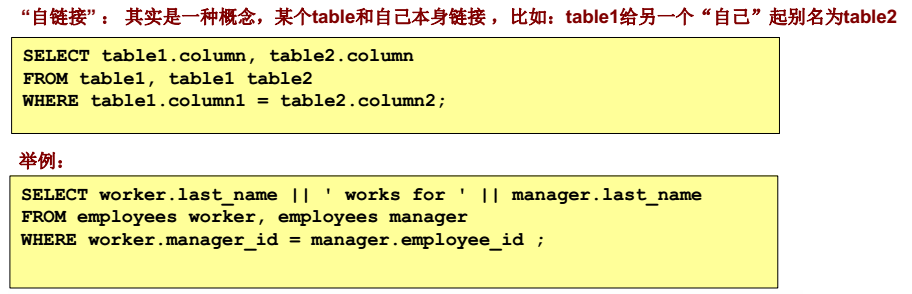 “自链接”： 其实是一种概念，某个table和自己本身链接 ，比如：table1给另一个“自己”起别名为table2
SELECT table1.column, table2.column
FROM table1, table1 table2
WHERE table1.column1 = table2.column2;
举例：
SELECT worker.last_name || ' works for ' || manager.last_name
FROM employees worker, employees manager
WHERE worker.manager_id = manager.employee_id ;